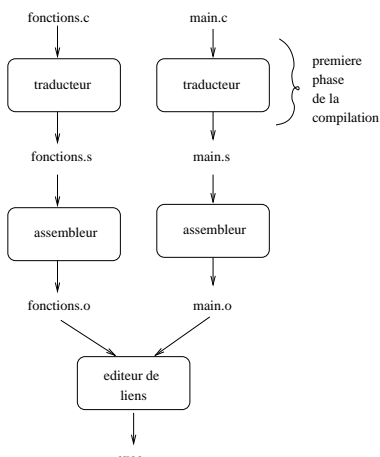 fonctions.c
main.c
traducteur
traducteur
premiere
phase
de la
compilation
fonctions.s
main.s
assembleur
assembleur
fonctions.o
main.o
editeur de
liens